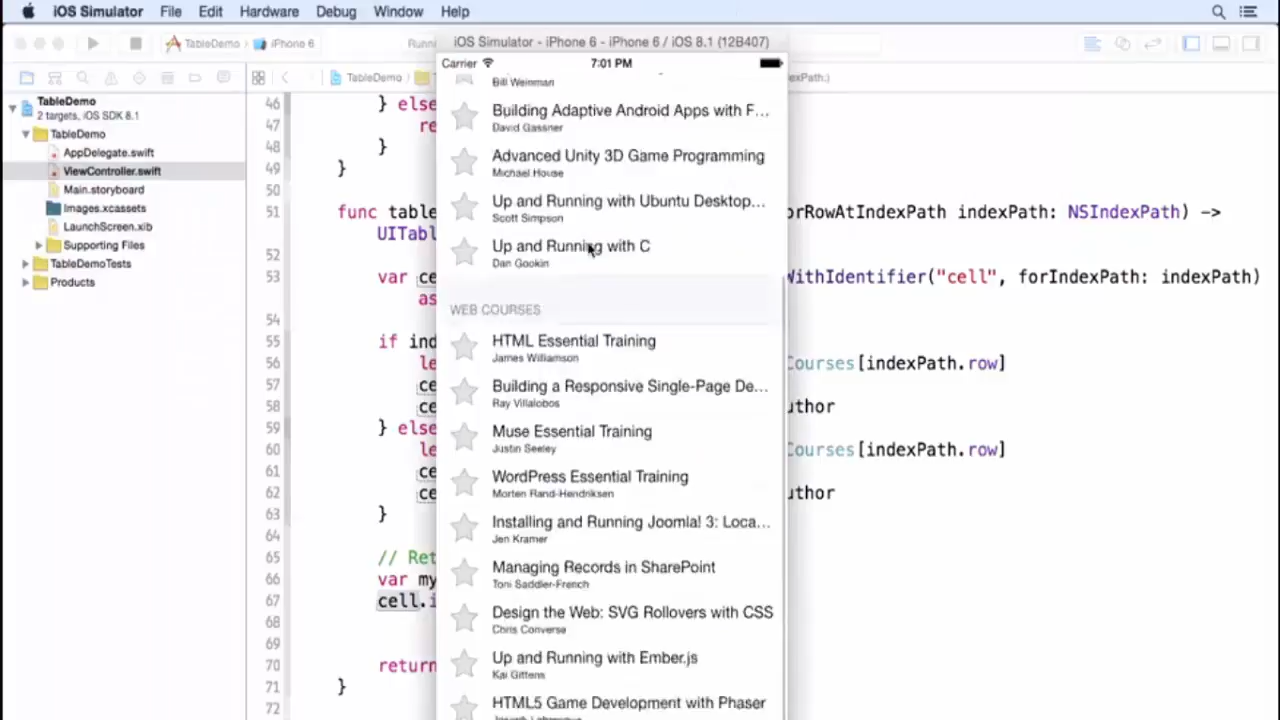 iOS Simulator File Edit Hardware Debug Window Help
TableDemo iPhone 6
Runni
iOS Simulator - iPhone 6 - iPhone 6 / iOS 8.1 (12B407)
Carrier 7:01 PM
TableDemo
exPath:)
TableDemo
2 targets, iOS SDK 8.1
TableDemo
AppDelegate.swift
ViewController.swift
Main.storyboard
Images.xcassets
LaunchScreen.xib
Supporting Files
TableDemoTests
Products
46 } else
47 re
48 }
49 }
50
51 func table orRowAtIndexPath indexPath: NSIndexPath) ->
UITabl
52
53 var ce WithIdentifier("cell", forIndexPath: indexPath)
as
54
55 if ind
56 le Courses[indexPath.row]
57 ce
58 ce uthor
59 } else
60 le Courses[indexPath.row]
61 ce
62 ce uthor
63 }
64
65 // Ret
66 var my
67 cell.i
68
69
70 return
71 }
72
Bill Weinman
Building Adaptive Android Apps with F...
David Gassner
Advanced Unity 3D Game Programming
Michael House
Up and Running with Ubuntu Desktop...
Scott Simpson
Up and Running with C
Dan Gookin
WEB COURSES
HTML Essential Training
James Williamson
Building a Responsive Single-Page De...
Ray Villalobos
Muse Essential Training
Justin Seeley
WordPress Essential Training
Morten Rand-Hendriksen
Installing and Running Joomla! 3: Loca...
Jen Kramer
Managing Records in SharePoint
Toni Saddler-French
Design the Web: SVG Rollovers with CSS
Chris Converse
Up and Running with Ember.js
Kai Gittens
HTML5 Game Development with Phaser